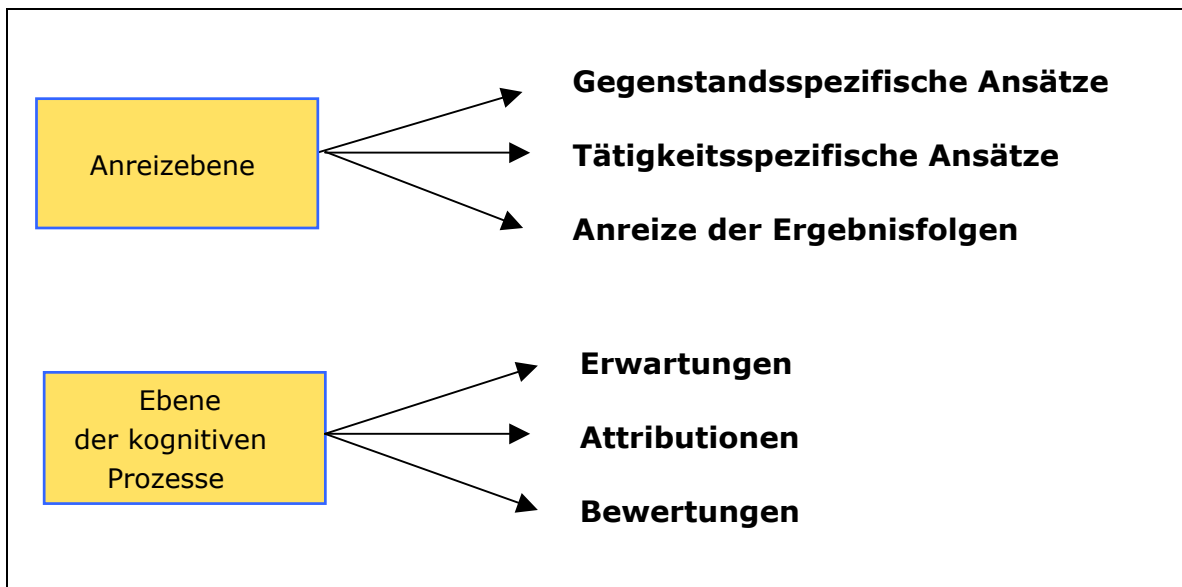 Anreizebene
Gegenstandsspezifische Ansätze
Tätigkeitsspezifische Ansätze
Anreize der Ergebnisfolgen
Ebene
der kognitiven
Prozesse
Erwartungen
Attributionen
Bewertungen